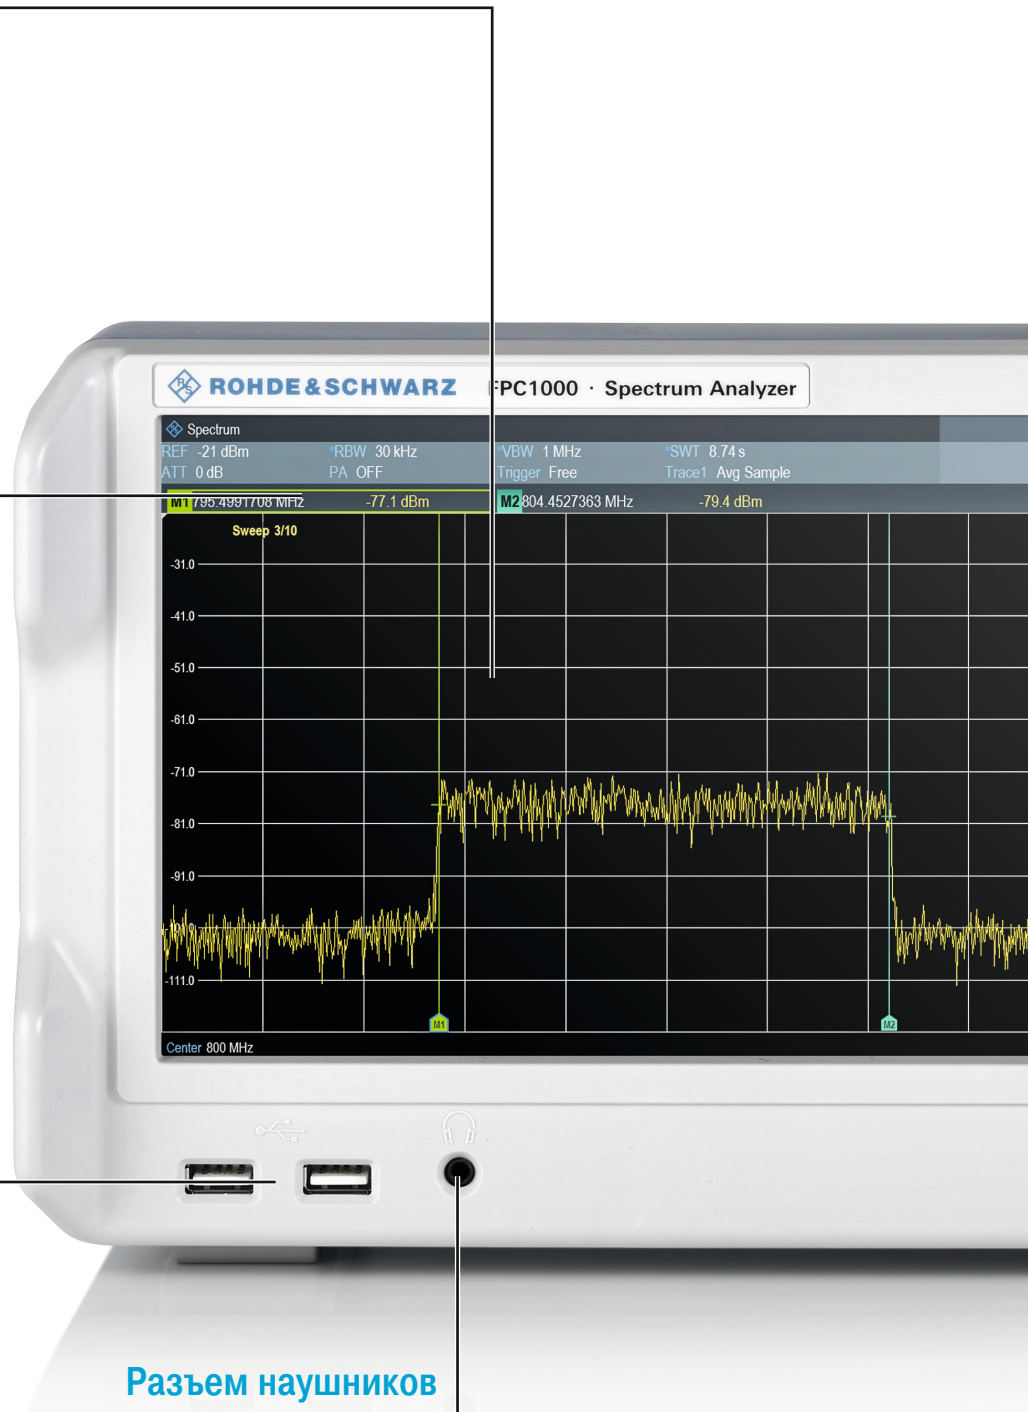 ROHDE&SCHWARZ FPC1000 · Spectrum Analyzer
Spectrum
REF -21 dBm °RBW 30 kHz °VBW 1 MHz °SWT 8.74 s
ATT 0 dB PA OFF Trigger Free Trace1 Avg Sample
M1 795.4991708 MHz -77.1 dBm M2 804.4527363 MHz -79.4 dBm
Sweep 3/10
-31.0
-41.0
-51.0
-61.0
-71.0
-81.0
-91.0
-111.0
M1 M2
Center 800 MHz
Разъем наушников